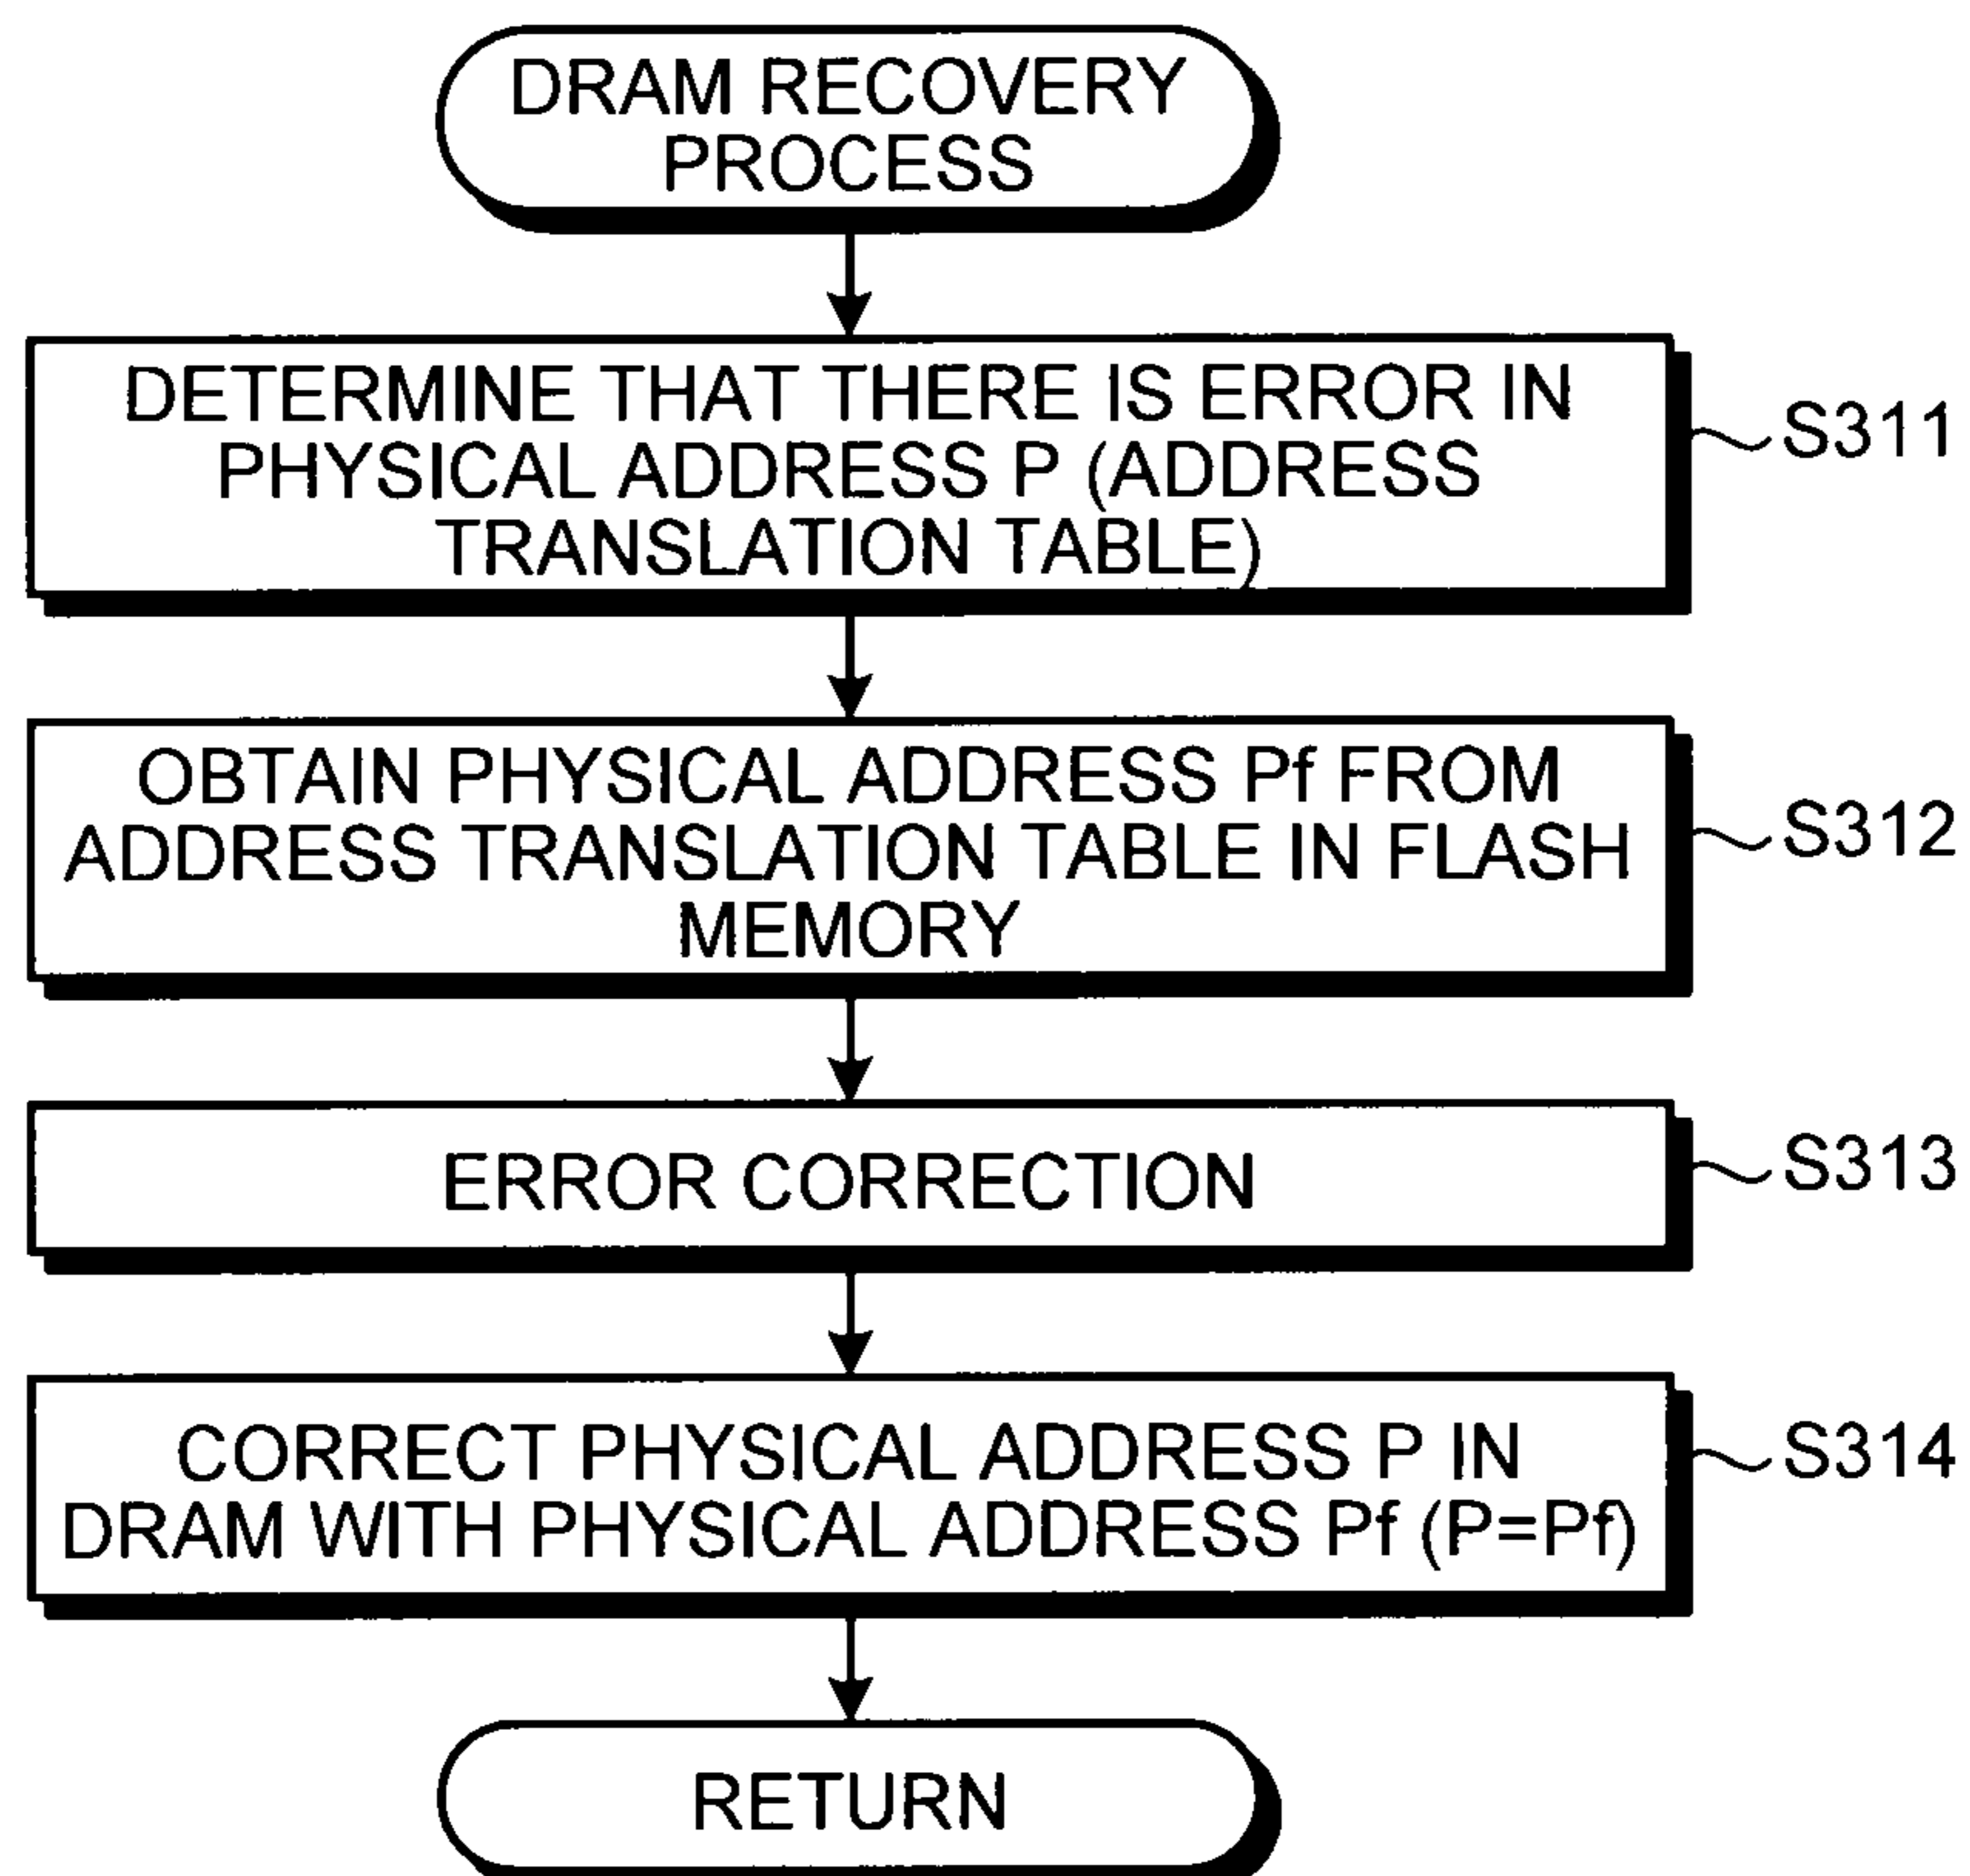 DRAM RECOVERY
PROCESS
DETERMINE THAT THERE IS ERROR IN
PHYSICAL ADDRESS P (ADDRESS
TRANSLATION TABLE)
S311
OBTAIN PHYSICAL ADDRESS Pf FROM
ADDRESS TRANSLATION TABLE IN FLASH
MEMORY
S312
ERROR CORRECTION
S313
CORRECT PHYSICAL ADDRESS P IN
DRAM WITH PHYSICAL ADDRESS Pf (P=Pf)
S314
RETURN